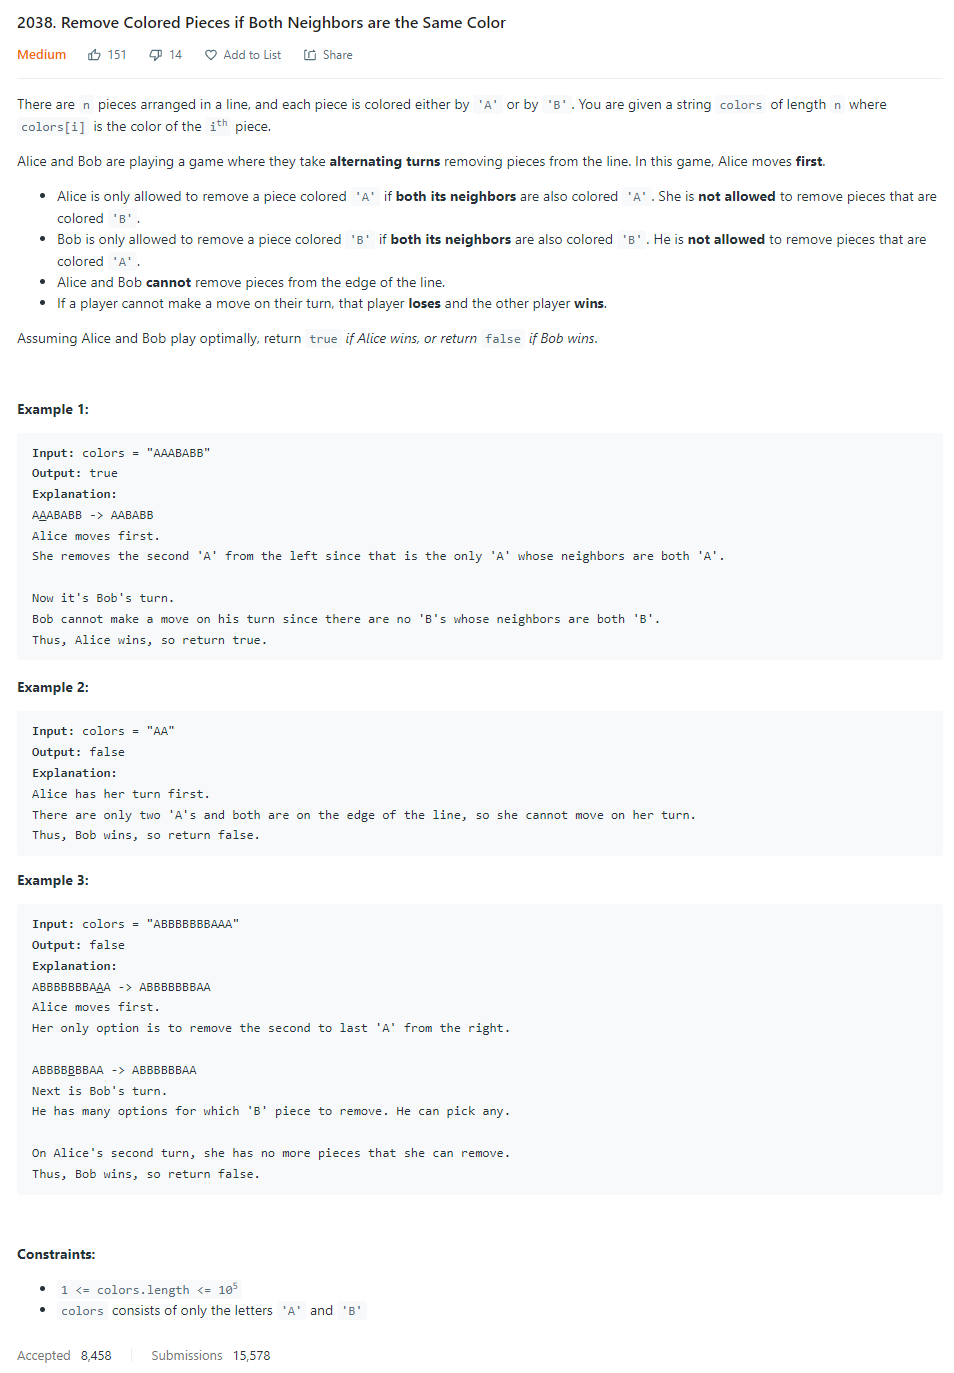 2038. Remove Colored Pieces if Both Neighbors are the Same Color
Medium 151 14 Add to List Share
There are n pieces arranged in a line, and each piece is colored either by 'A' or by 'B'. You are given a string colors of length n where
colors[i] is the color of the ith piece.
Alice and Bob are playing a game where they take alternating turns removing pieces from the line. In this game, Alice moves first.
• Alice is only allowed to remove a piece colored 'A' if both its neighbors are also colored 'A'. She is not allowed to remove pieces that are
colored 'B'.
• Bob is only allowed to remove a piece colored 'B' if both its neighbors are also colored 'B'. He is not allowed to remove pieces that are
colored 'A'.
• Alice and Bob cannot remove pieces from the edge of the line.
• If a player cannot make a move on their turn, that player loses and the other player wins.
Assuming Alice and Bob play optimally, return true if Alice wins, or return false if Bob wins.
Example 1:
Input: colors = "AAABABB"
Output: true
Explanation:
AAABABB -> AABABB
Alice moves first.
She removes the second 'A' from the left since that is the only 'A' whose neighbors are both 'A'.
Now it's Bob's turn.
Bob cannot make a move on his turn since there are no 'B's whose neighbors are both 'B'.
Thus, Alice wins, so return true.
Example 2:
Input: colors = "AA"
Output: false
Explanation:
Alice has her turn first.
There are only two 'A's and both are on the edge of the line, so she cannot move on her turn.
Thus, Bob wins, so return false.
Example 3:
Input: colors = "ABBBBBBBAAA"
Output: false
Explanation:
ABBBBBBBAAA -> ABBBBBBBAA
Alice moves first.
Her only option is to remove the second to last 'A' from the right.
ABBBBBBBAA -> ABBBBBBAA
Next is Bob's turn.
He has many options for which 'B' piece to remove. He can pick any.
On Alice's second turn, she has no more pieces that she can remove.
Thus, Bob wins, so return false.
Constraints:
• 1 <= colors.length <= 10⁵
• colors consists of only the letters 'A' and 'B'
Accepted 8,458 Submissions 15,578